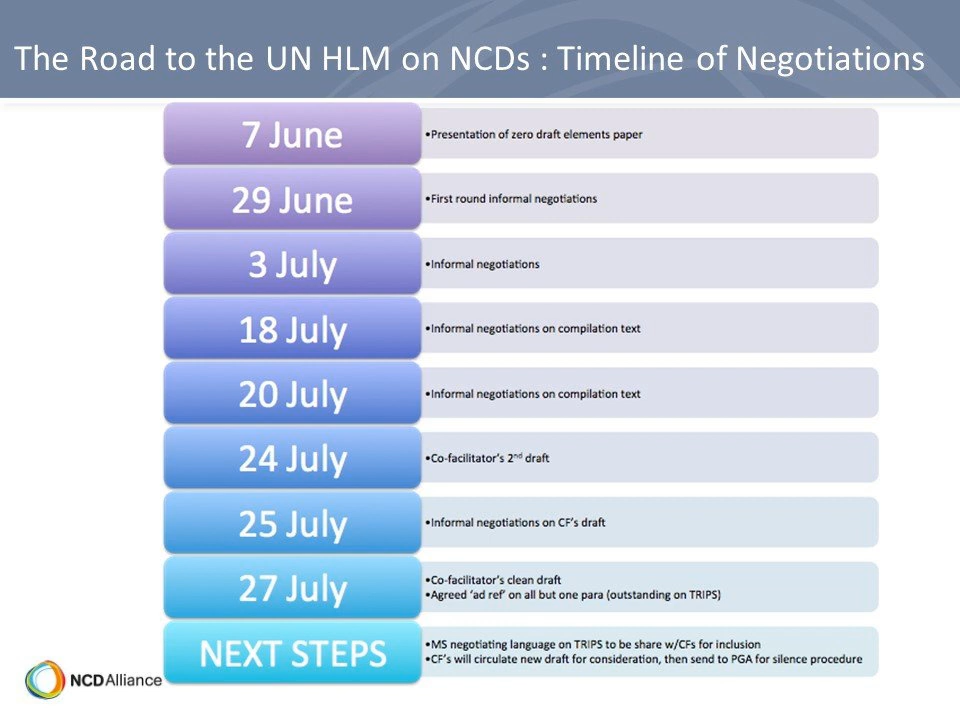 The Road to the UN HLM on NCDs : Timeline of Negotiations
7 June
•Presentation of zero draft elements paper
29 June
•First round informal negotiations
3 July
•Informal negotiations
18 July
•Informal negotiations on compilation text
20 July
•Informal negotiations on compilation text
24 July
•Co-facilitator's 2nd draft
25 July
•Informal negotiations on CF's draft
27 July
•Co-facilitator's clean draft
•Agreed 'ad ref' on all but one para (outstanding on TRIPS)
NEXT STEPS
•MS negotiating language on TRIPS to be share w/CFs for inclusion
•CF's will circulate new draft for consideration, then send to PGA for silence procedure
NCDAlliance